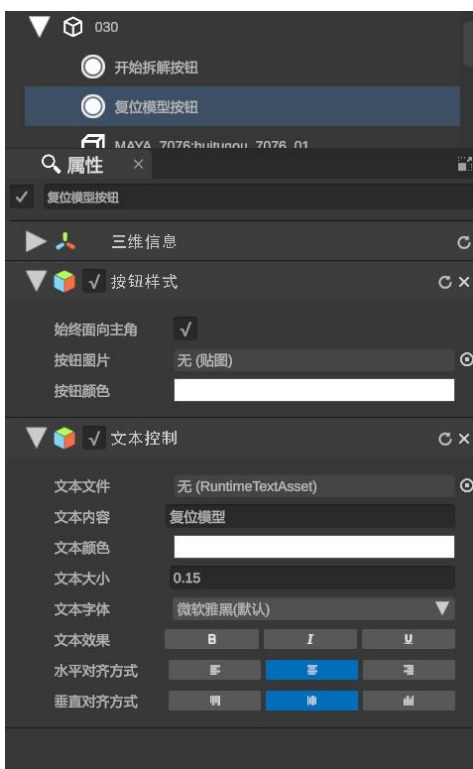 030
开始拆解按钮
复位模型按钮
MAYA_7076:huitugou_7076_01
属性 ×
复位模型按钮
三维信息
按钮样式
始终面向主角
按钮图片 无 (贴图)
按钮颜色
文本控制
文本文件 无 (RuntimeTextAsset)
文本内容 复位模型
文本颜色
文本大小 0.15
文本字体 微软雅黑(默认)
文本效果 B I U
水平对齐方式
垂直对齐方式